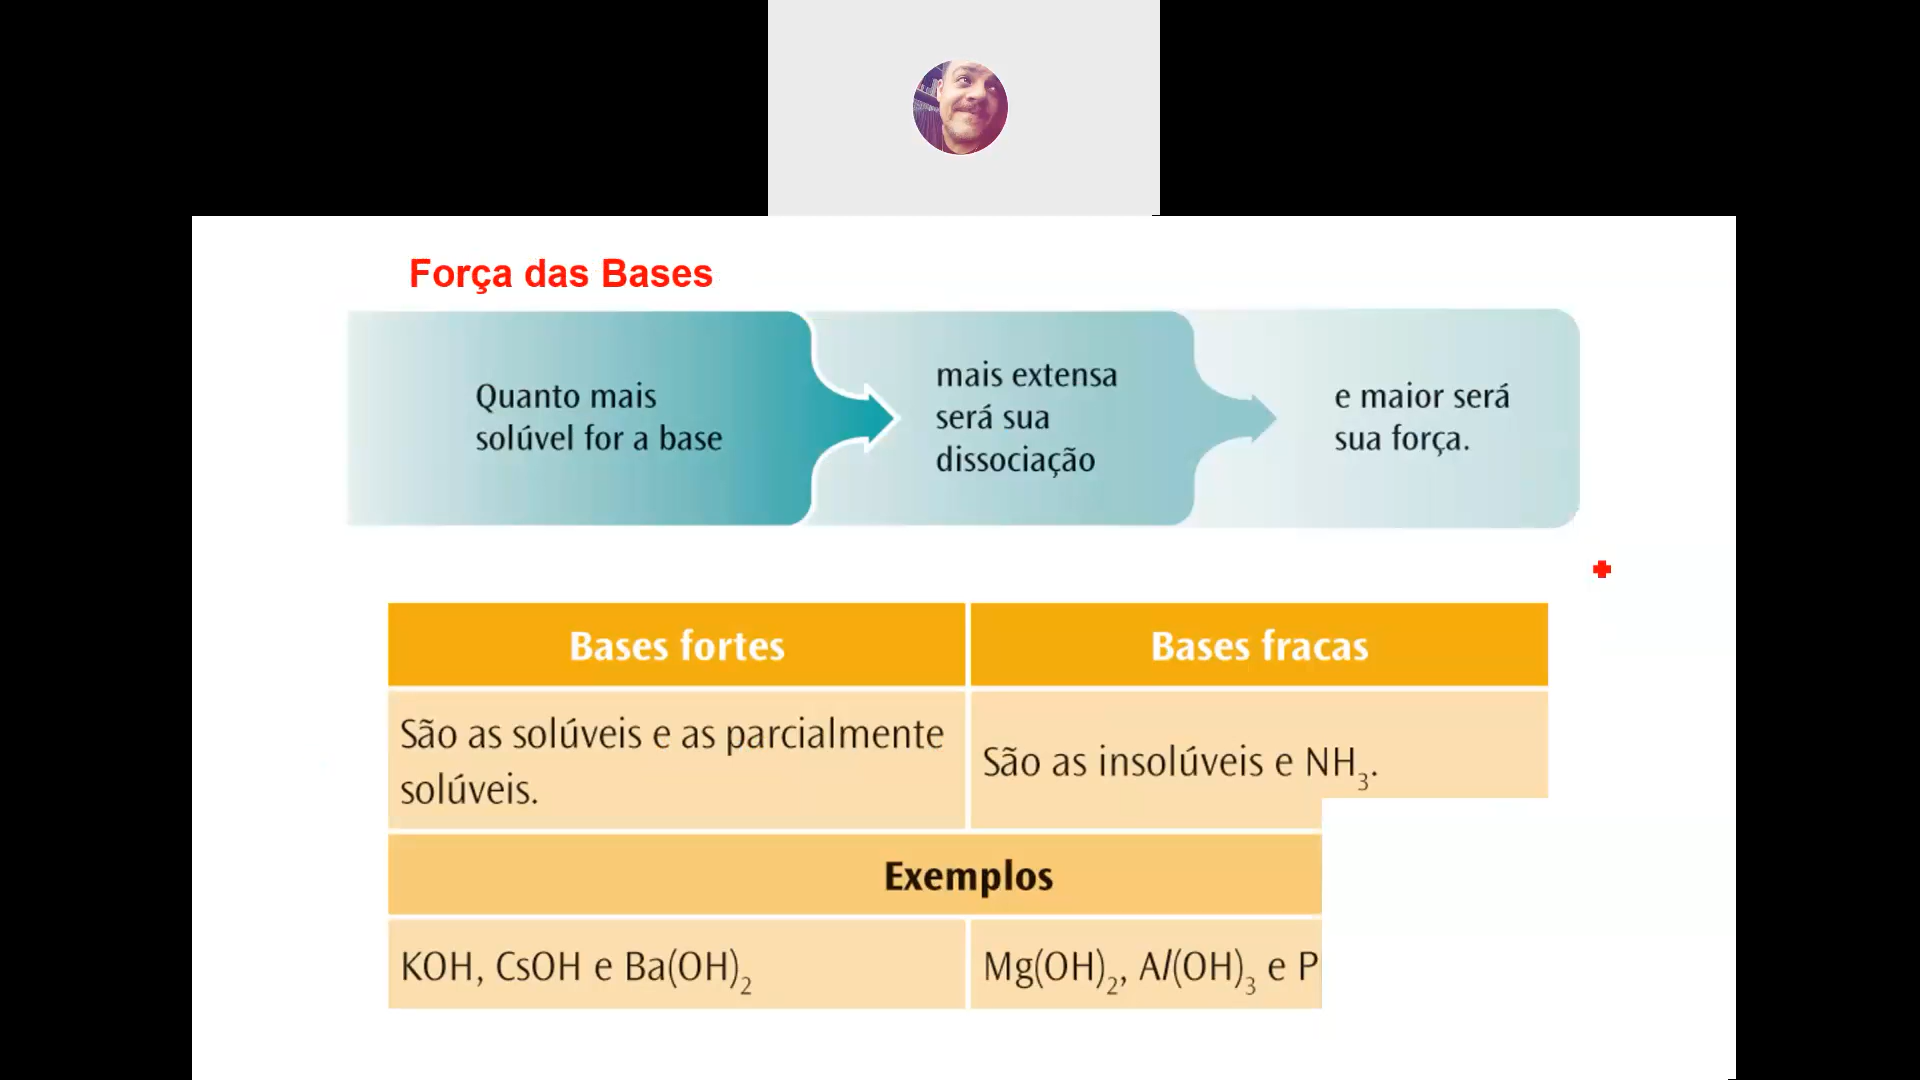 Força das Bases
Quanto mais
solúvel for a base
mais extensa
será sua
dissociação
e maior será
sua força.
Bases fortes
Bases fracas
São as solúveis e as parcialmente
solúveis.
São as insolúveis e NH₃.
Exemplos
KOH, CsOH e Ba(OH)₂
Mg(OH)₂, Al(OH)₃ e P